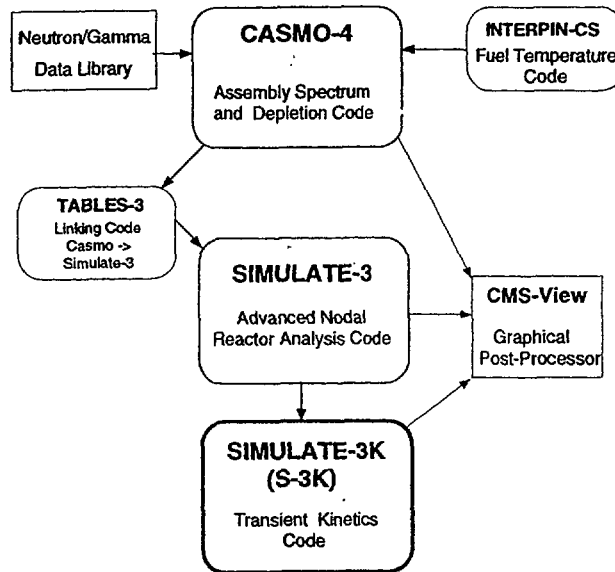 Neutron/Gamma
Data Library
CASMO-4
Assembly Spectrum
and Depletion Code
INTERPIN-CS
Fuel Temperature
Code
TABLES-3
Linking Code
Casmo ->
Simulate-3
SIMULATE-3
Advanced Nodal
Reactor Analysis Code
CMS-View
Graphical
Post-Processor
SIMULATE-3K
(S-3K)
Transient Kinetics
Code